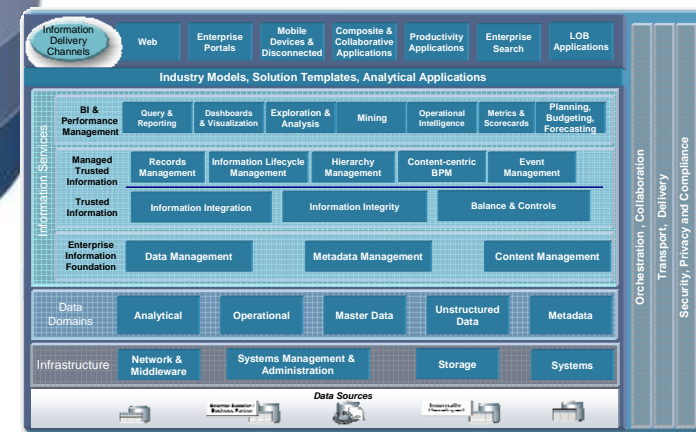 Information
Delivery
Channels
Web
Enterprise
Portals
Mobile
Devices &
Disconnected
Composite &
Collaborative
Applications
Productivity
Applications
Enterprise
Search
LOB
Applications
Industry Models, Solution Templates, Analytical Applications
Information Services
BI &
Performance
Management
Query &
Reporting
Dashboards
& Visualization
Exploration &
Analysis
Mining
Operational
Intelligence
Metrics &
Scorecards
Planning,
Budgeting,
Forecasting
Managed
Trusted
Information
Records
Management
Information Lifecycle
Management
Hierarchy
Management
Content-centric
BPM
Event
Management
Trusted
Information
Information Integration
Information Integrity
Balance & Controls
Enterprise
Information
Foundation
Data Management
Metadata Management
Content Management
Data
Domains
Analytical
Operational
Master Data
Unstructured
Data
Metadata
Infrastructure
Network &
Middleware
Systems Management &
Administration
Storage
Systems
Data Sources
Orchestration , Collaboration
Transport, Delivery
Security, Privacy and Compliance